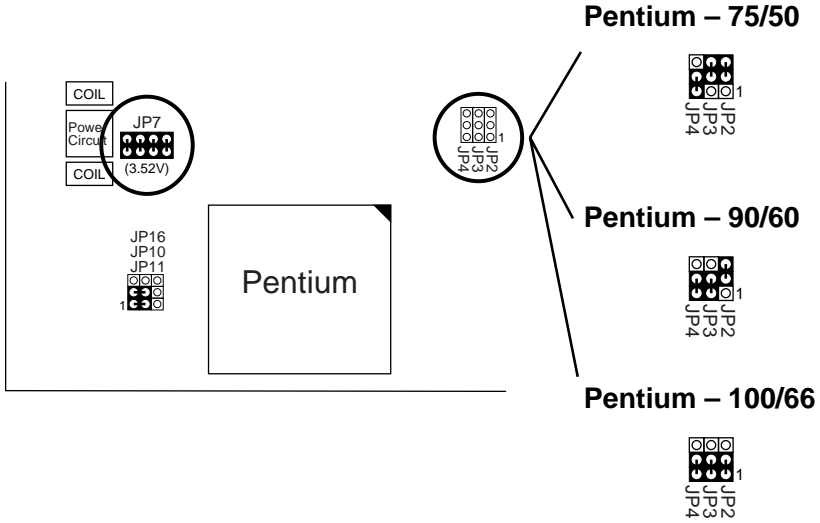 Pentium – 75/50
1
JP4
JP3
JP2
COIL
Power
Circuit
COIL
JP7
(3.52V)
1
JP4
JP3
JP2
Pentium – 90/60
1
JP4
JP3
JP2
JP16
JP10
JP11
1
Pentium
Pentium – 100/66
1
JP4
JP3
JP2